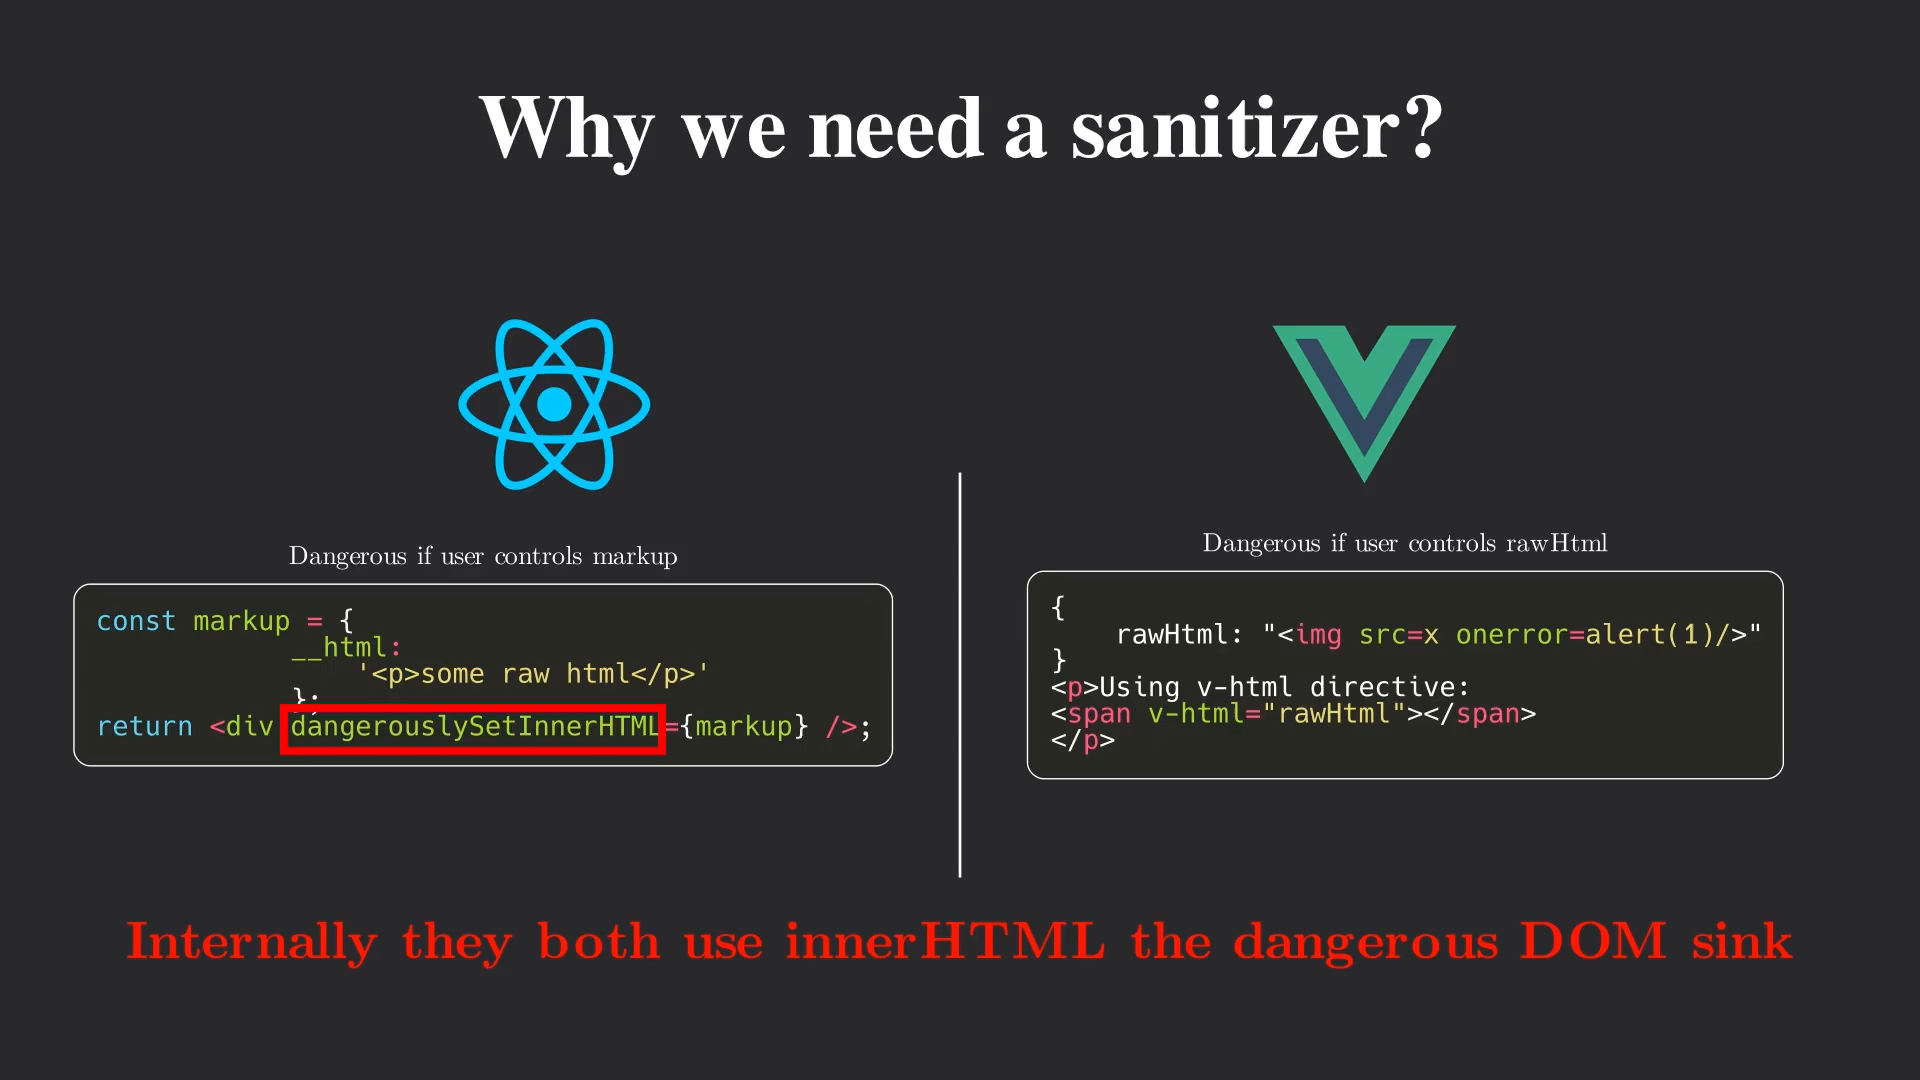 Why we need a sanitizer?
Dangerous if user controls markup
const markup = {
__html:
'<p>some raw html</p>'
};
return <div dangerouslySetInnerHTML={markup} />;
Dangerous if user controls rawHtml
{
rawHtml: "<img src=x onerror=alert(1)/>"
}
<p>Using v-html directive:
<span v-html="rawHtml"></span>
</p>
Internally they both use innerHTML the dangerous DOM sink